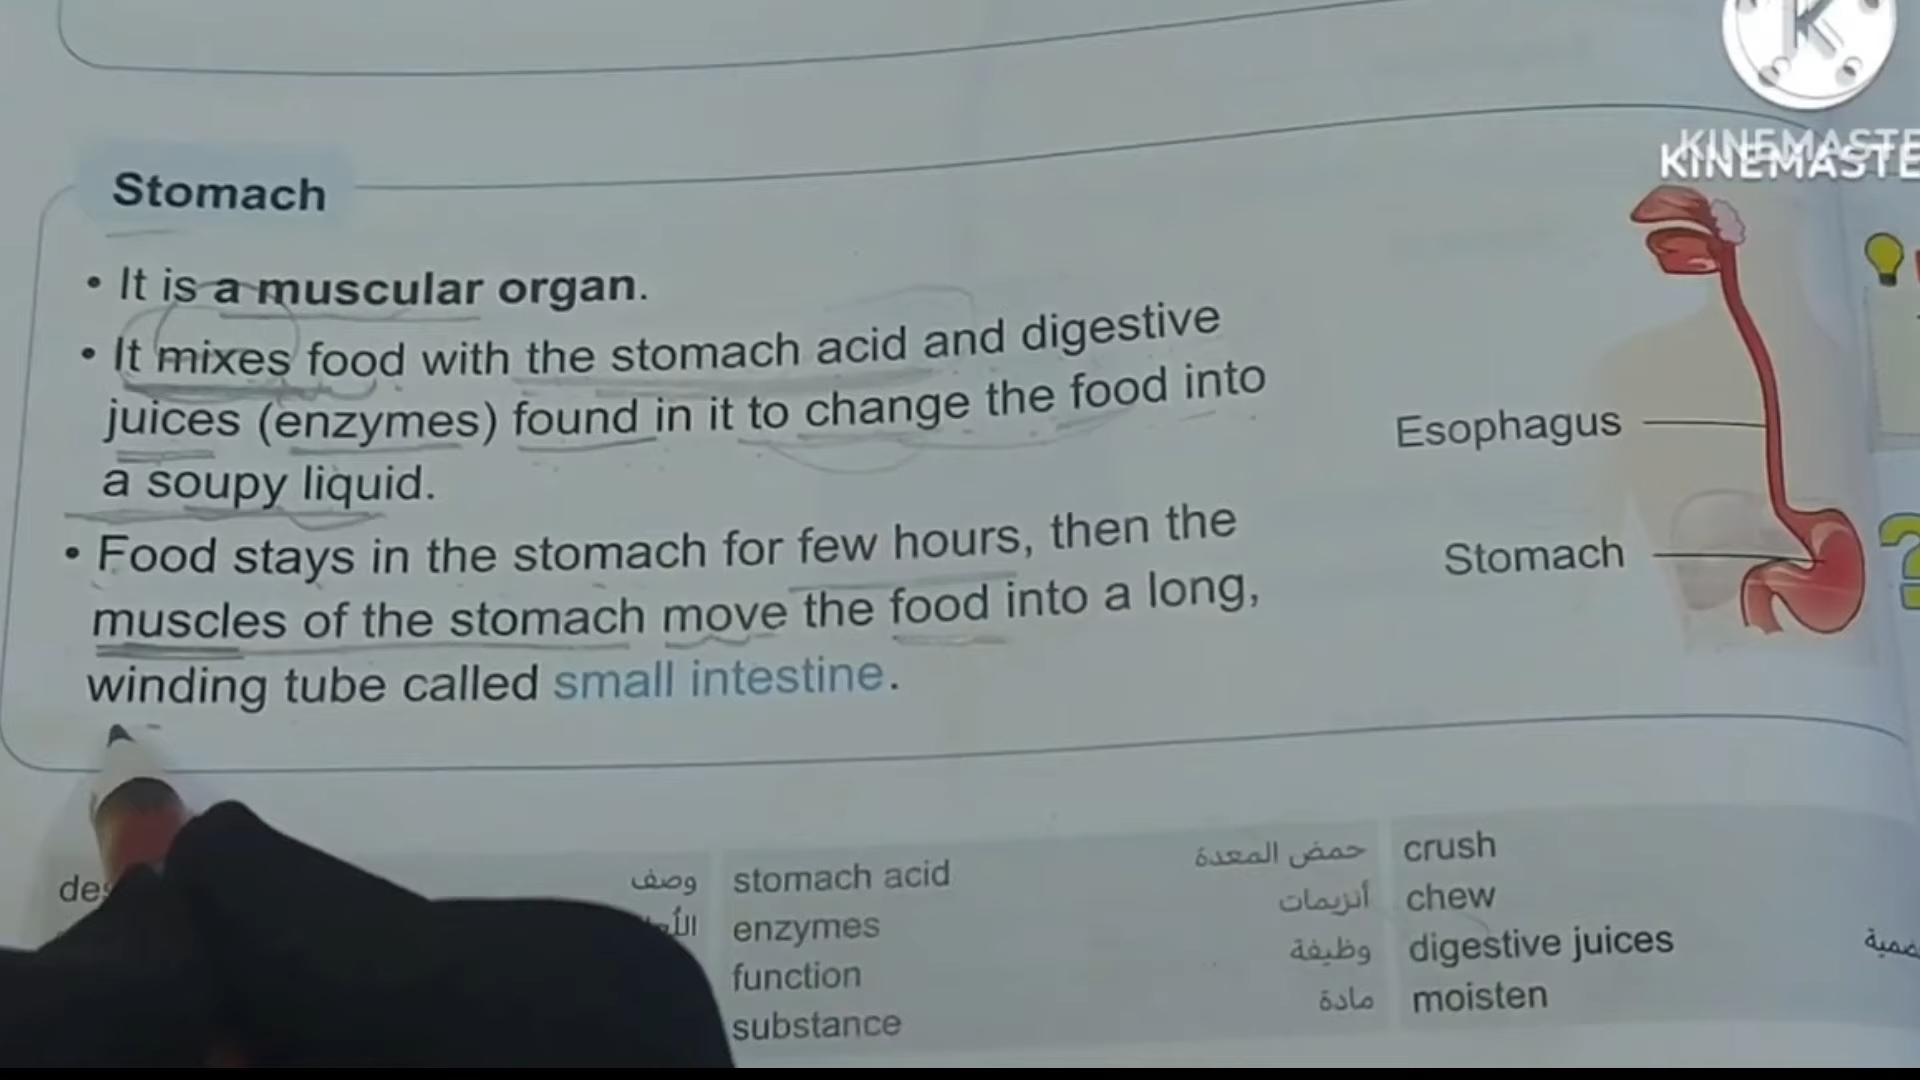 KINEMASTE
Stomach
• It is a muscular organ.
• It mixes food with the stomach acid and digestive
juices (enzymes) found in it to change the food into
a soupy liquid.
• Food stays in the stomach for few hours, then the
muscles of the stomach move the food into a long,
winding tube called small intestine.
Esophagus
Stomach
وصف
stomach acid حمض المعدة
enzymes أنزيمات
function وظيفة
substance مادة
crush
chew
digestive juices
moisten